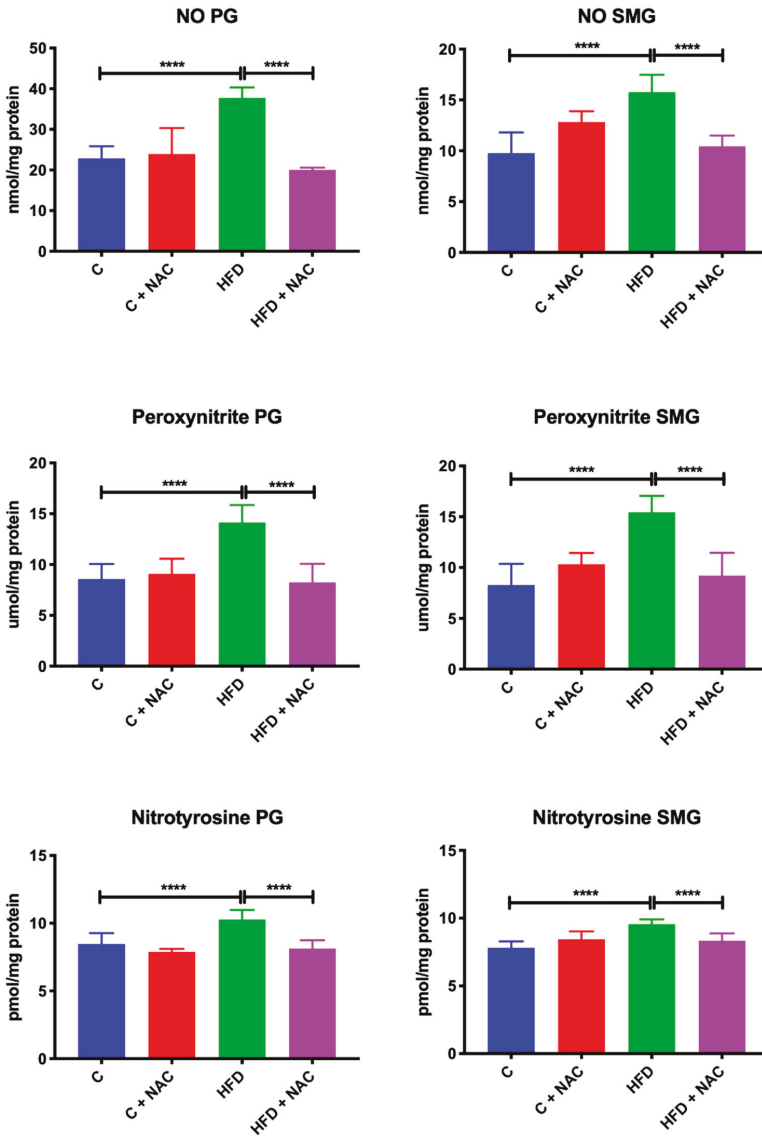 NO PG
nmol/mg protein
50
40
30
20
10
0
**** ****
C
C + NAC
HFD
HFD + NAC
NO SMG
nmol/mg protein
20
15
10
5
0
**** ****
C
C + NAC
HFD
HFD + NAC
Peroxynitrite PG
umol/mg protein
20
15
10
5
0
**** ****
C
C + NAC
HFD
HFD + NAC
Peroxynitrite SMG
umol/mg protein
20
15
10
5
0
**** ****
C
C + NAC
HFD
HFD + NAC
Nitrotyrosine PG
pmol/mg protein
15
10
5
0
**** ****
C
C + NAC
HFD
HFD + NAC
Nitrotyrosine SMG
pmol/mg protein
15
10
5
0
**** ****
C
C + NAC
HFD
HFD + NAC